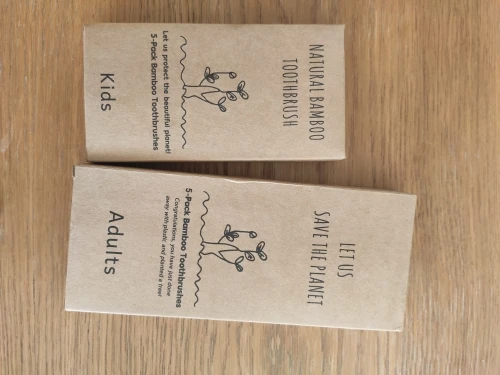 NATURAL BAMBOO
TOOTHBRUSH
Let us protect the beautiful planet!
5-Pack Bamboo Toothbrushes
Kids
LET US
SAVE THE PLANET
5-Pack Bamboo Toothbrushes
Congratulations, you have just done
away with plastic and planted a tree!
Adults